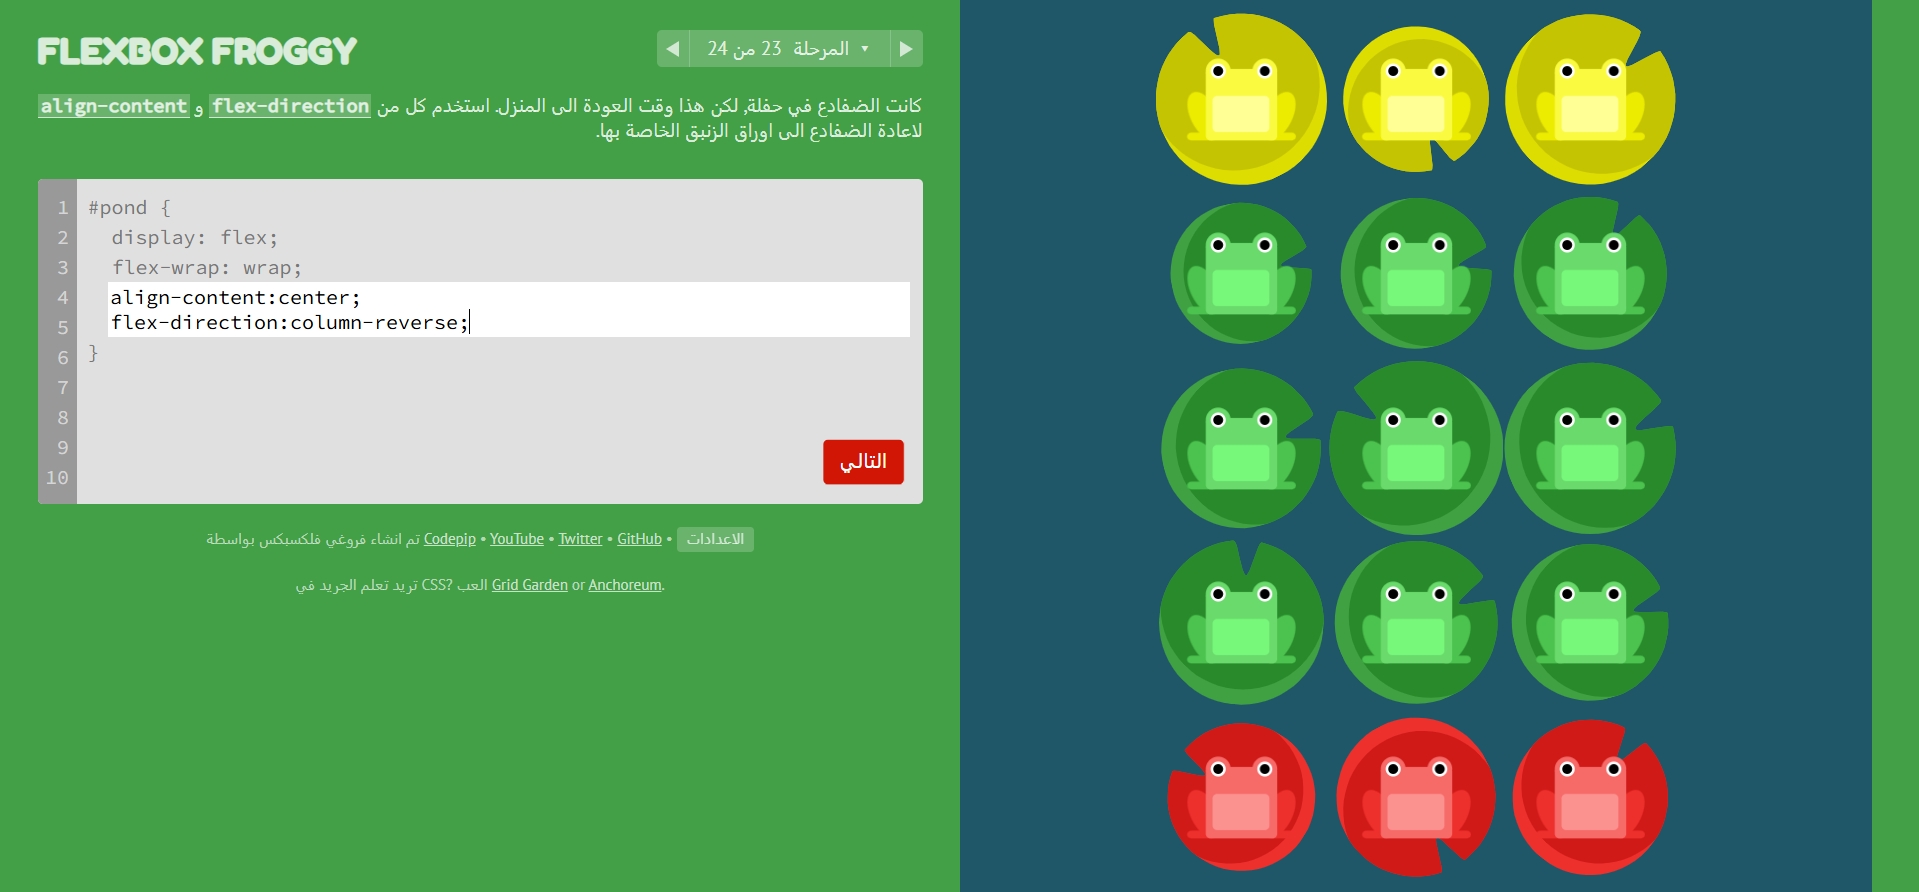 FLEXBOX FROGGY
◀ المرحلة 23 من 24 ▾ ▶
كانت الضفادع في حفلة, لكن هذا وقت العودة الى المنزل. استخدم كل من flex-direction و align-content
لاعادة الضفادع الى اوراق الزنبق الخاصة بها.
1 #pond {
2 display: flex;
3 flex-wrap: wrap;
4 align-content:center;
5 flex-direction:column-reverse;
6 }
7
8
9
10
التالي
تم انشاء فروغي فلكسبكس بواسطة Codepip • YouTube • Twitter • GitHub • الاعدادات
تريد تعلم الجريد في CSS? العب Grid Garden or Anchoreum.